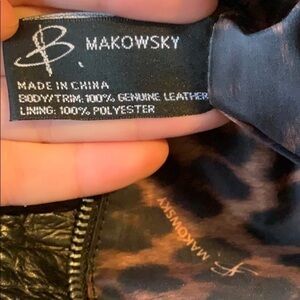 B. MAKOWSKY
MADE IN CHINA
BODY/TRIM: 100% GENUINE LEATHER
LINING: 100% POLYESTER
B. MAKOWSKY